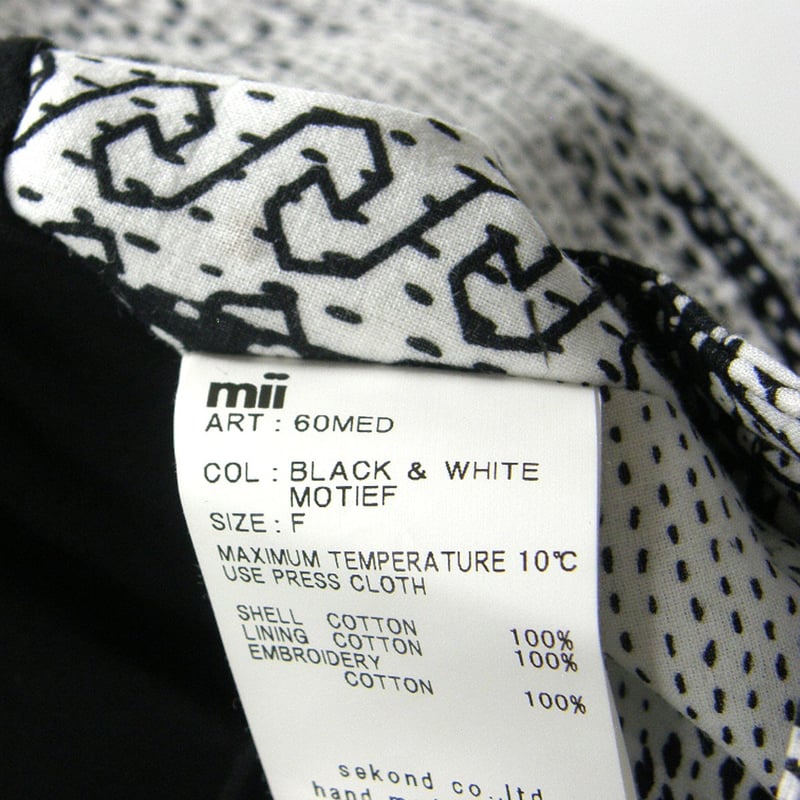 mii
ART : 60MED
COL : BLACK & WHITE
MOTIEF
SIZE : F
MAXIMUM TEMPERATURE 10℃
USE PRESS CLOTH
SHELL COTTON 100%
LINING COTTON 100%
EMBROIDERY
COTTON 100%
sekond co.,ltd
hand